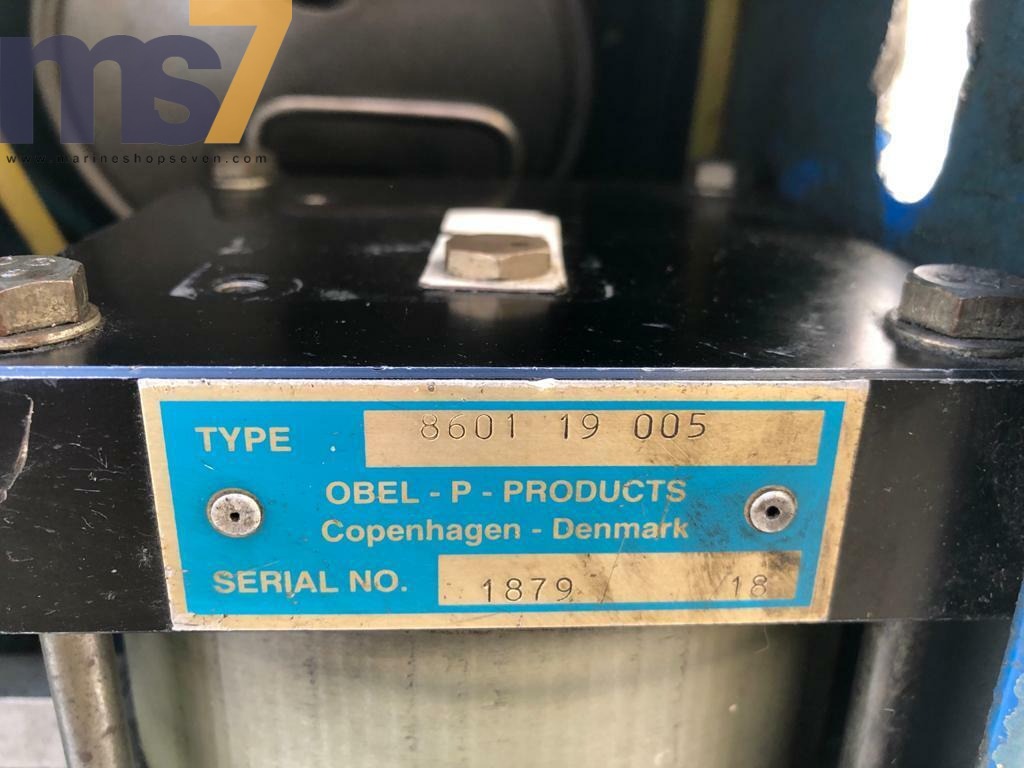 ms7
www.marineshopseven.com
TYPE 8601 19 005
OBEL - P - PRODUCTS
Copenhagen - Denmark
SERIAL NO. 1879 / 18